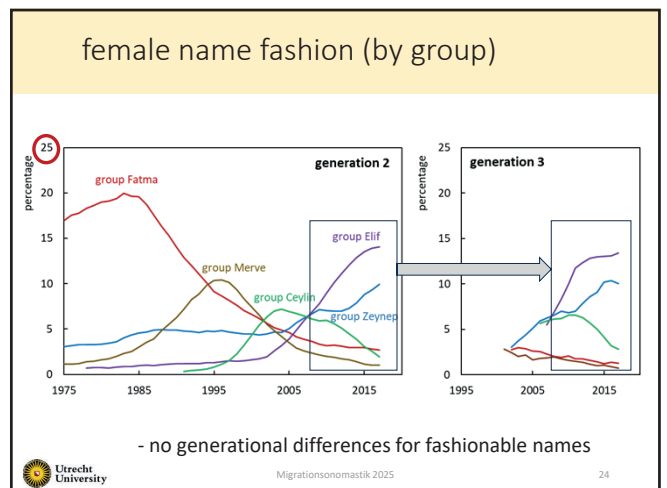 female name fashion (by group)
25
20
15
10
5
0
percentage
generation 2
group Fatma
group Merve
group Ceylin
group Elif
group Zeynep
1975 1985 1995 2005 2015
25
20
15
10
5
0
percentage
generation 3
1995 2005 2015
- no generational differences for fashionable names
Utrecht
University
Migrationsonomastik 2025
24